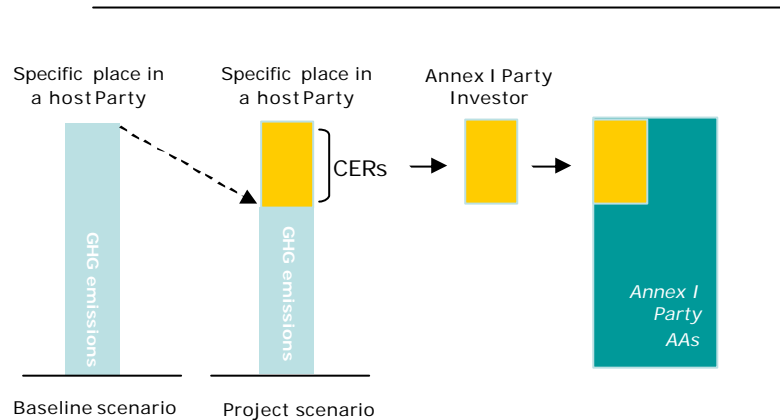 Specific place in
a host Party
Specific place in
a host Party
Annex I Party
Investor
CERs
GHG emissions
GHG emissions
Annex I
Party
AAs
Baseline scenario
Project scenario